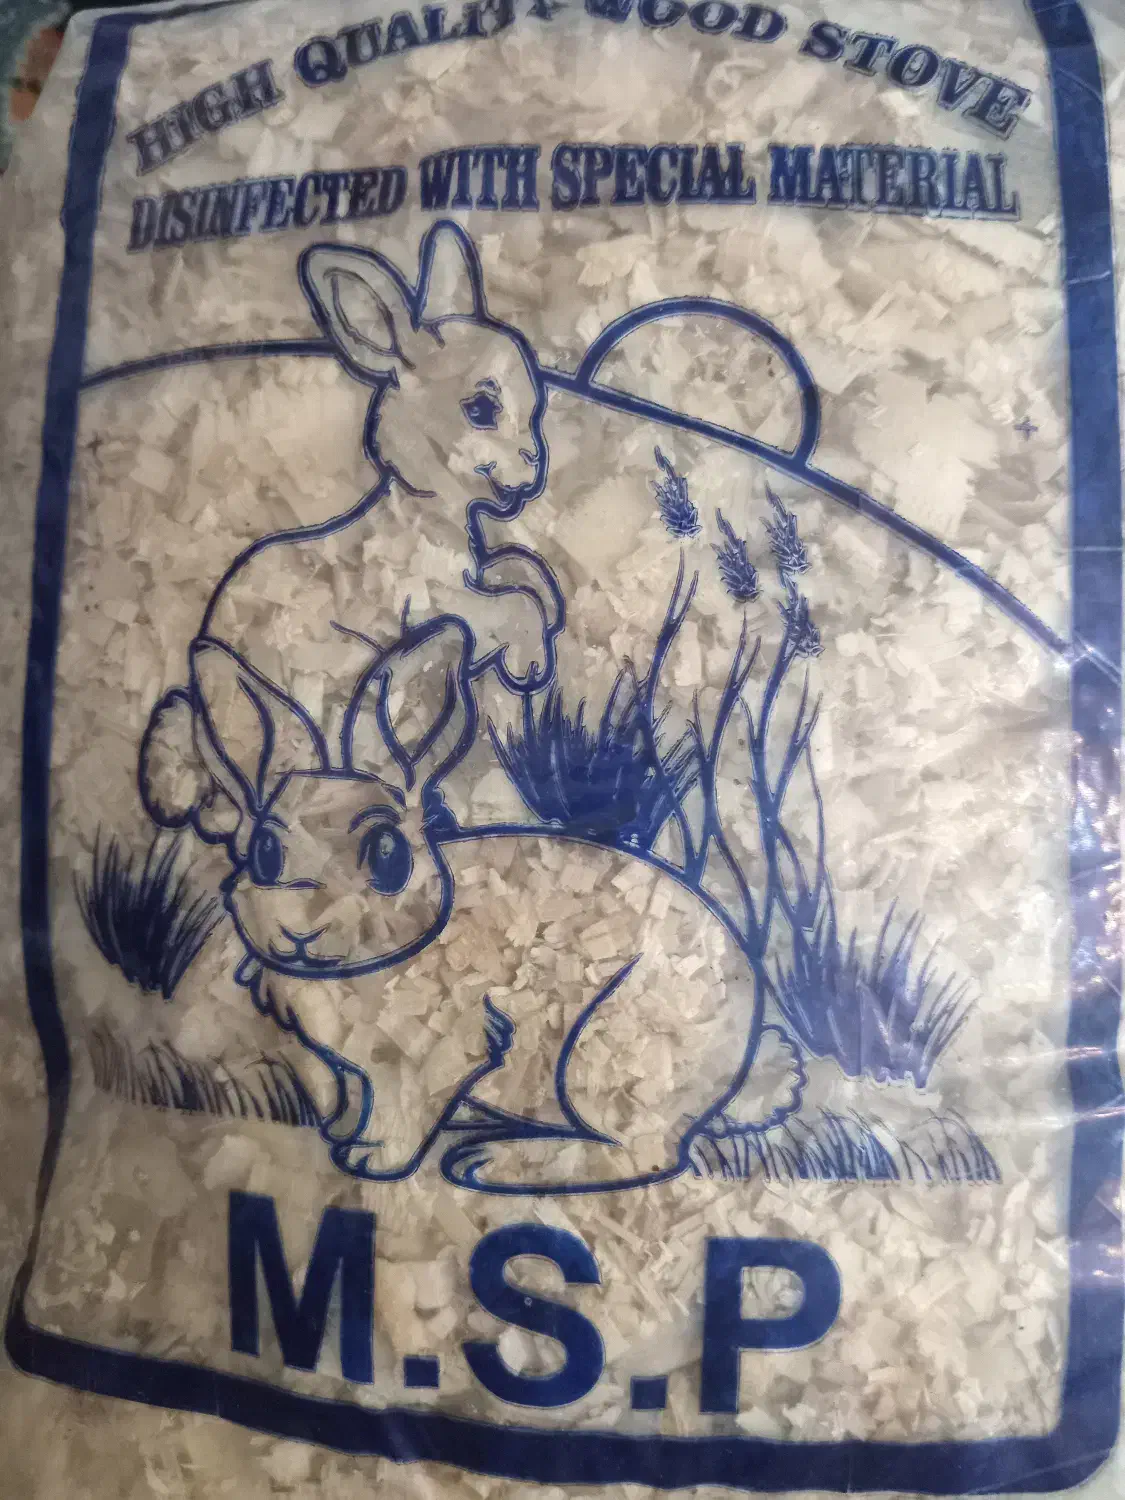 HIGH QUALITY WOOD STOVE
DISINFECTED WITH SPECIAL MATERIAL
M.S.P